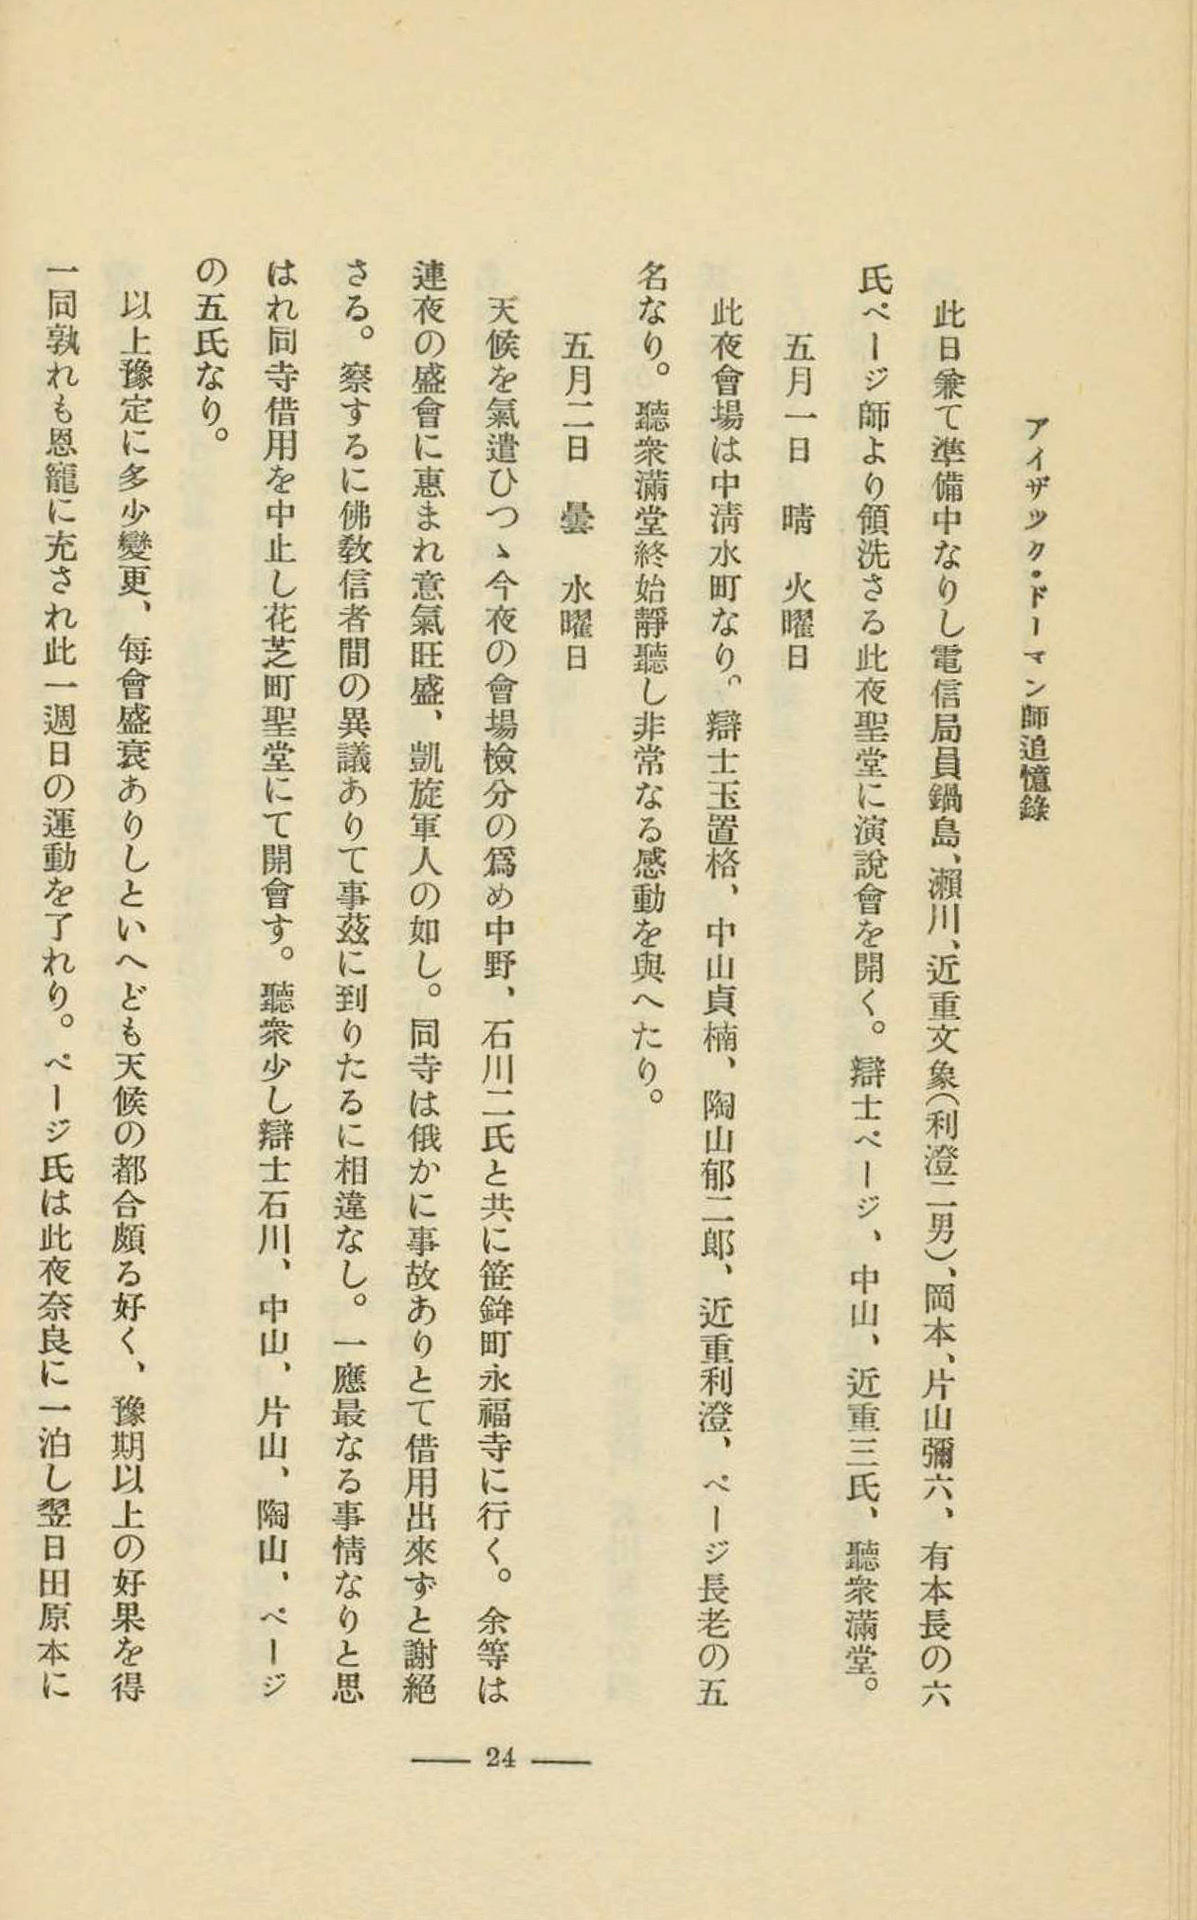 アイザツク・ドーマン師追憶錄
此日兼て準備中なりし電信局員鍋島、瀬川、近重文象(利澄二男)、岡本、片山彌六、有本長の六
氏ページ師より領洗さる此夜聖堂に演說會を開く。辯士ページ、中山、近重三氏、聽衆滿堂。
五月一日　晴　火曜日
此夜會場は中淸水町なり。辯士玉置格、中山貞楠、陶山郁二郎、近重利澄、ページ長老の五
名なり。聽衆滿堂終始靜聽し非常なる感動を與へたり。
五月二日　曇　水曜日
天候を氣遣ひつゝ今夜の會場檢分の爲め中野、石川二氏と共に笹鉾町永福寺に行く。余等は
連夜の盛會に惠まれ意氣旺盛、凱旋軍人の如し。同寺は俄かに事故ありとて借用出來ずと謝絕
さる。察するに佛敎信者間の異議ありて事茲に到りたるに相違なし。一應最なる事情なりと思
はれ同寺借用を中止し花芝町聖堂にて開會す。聽衆少し辯士石川、中山、片山、陶山、ページ
の五氏なり。
以上豫定に多少變更、每會盛衰ありしといへども天候の都合頗る好く、豫期以上の好果を得
一同孰れも恩寵に充され此一週日の運動を了れり。ページ氏は此夜奈良に一泊し翌日田原本に
24